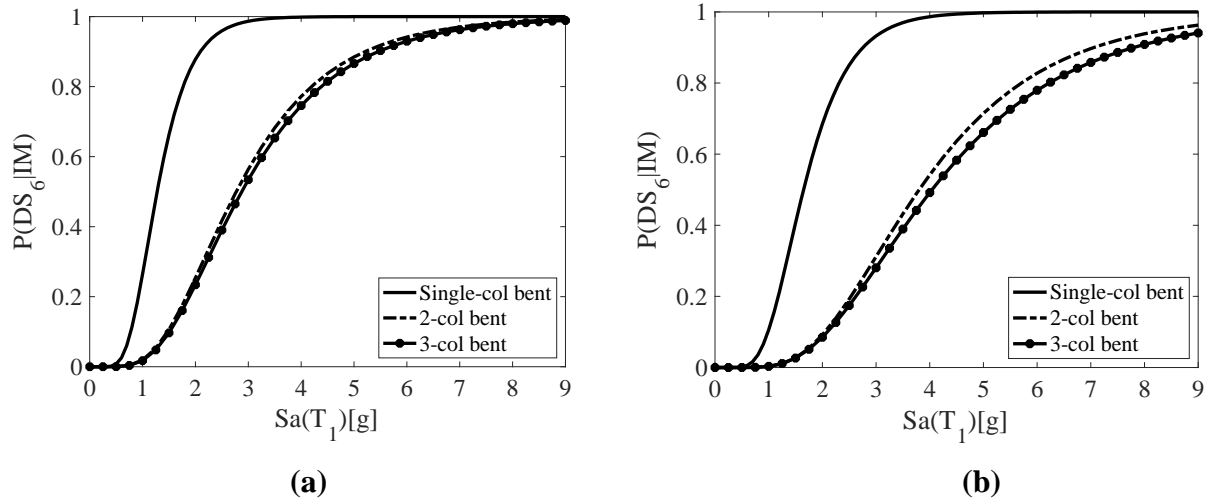 1
0.8
0.6
0.4
0.2
0
P(DS6|IM)
Single-col bent
2-col bent
3-col bent
0 1 2 3 4 5 6 7 8 9
Sa(T1)[g]
(a)
1
0.8
0.6
0.4
0.2
0
P(DS6|IM)
Single-col bent
2-col bent
3-col bent
0 1 2 3 4 5 6 7 8 9
Sa(T1)[g]
(b)